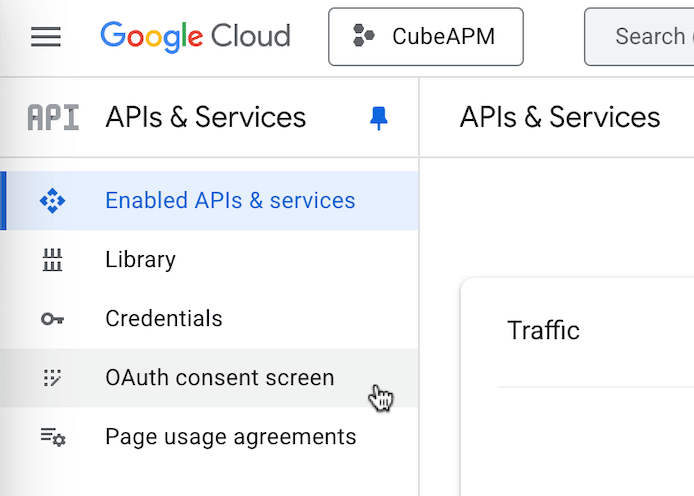 Google Cloud
CubeAPM
Search
API
APIs & Services
APIs & Services
Enabled APIs & services
Library
Credentials
OAuth consent screen
Page usage agreements
Traffic